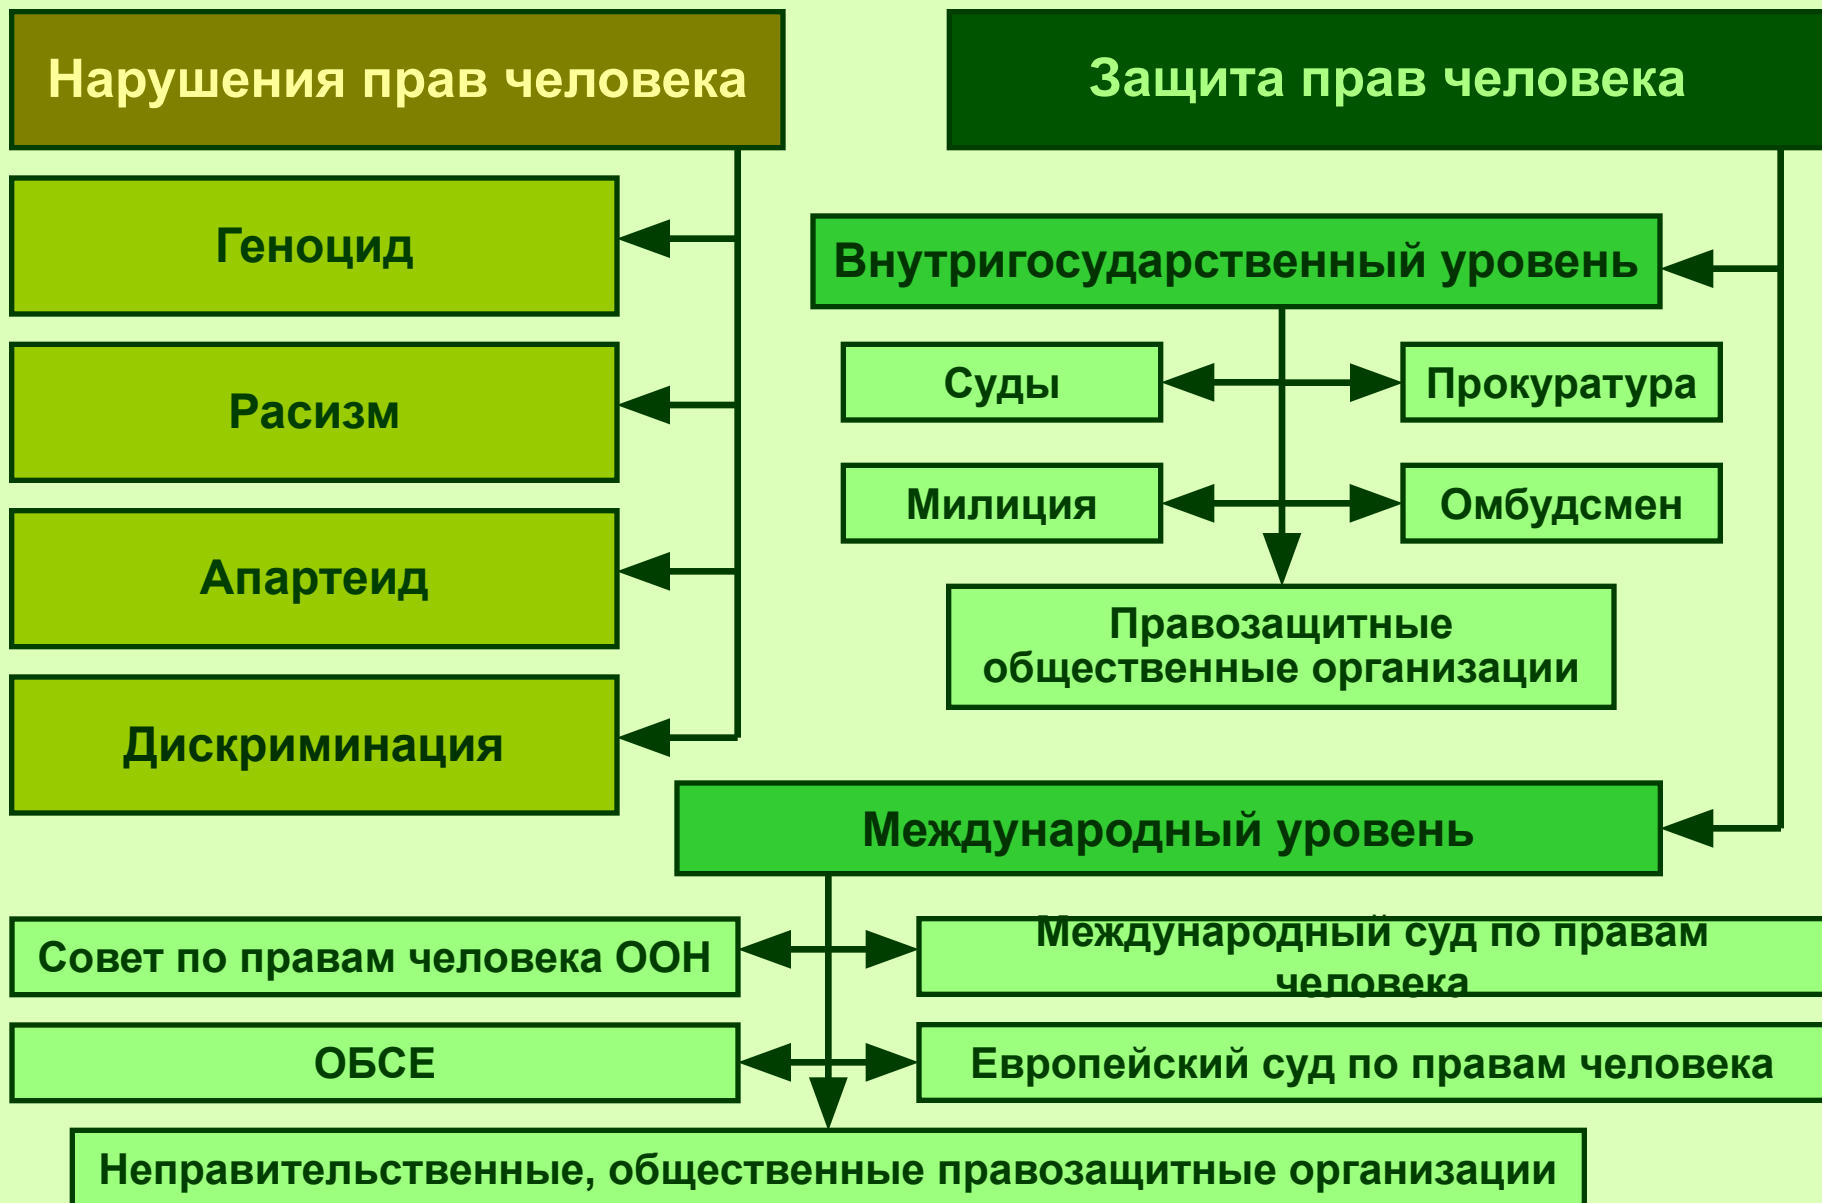 Нарушения прав человека
Защита прав человека
Геноцид
Расизм
Апартеид
Дискриминация
Внутригосударственный уровень
Суды
Прокуратура
Милиция
Омбудсмен
Правозащитные
общественные организации
Международный уровень
Совет по правам человека ООН
Международный суд по правам
человека
ОБСЕ
Европейский суд по правам человека
Неправительственные, общественные правозащитные организации